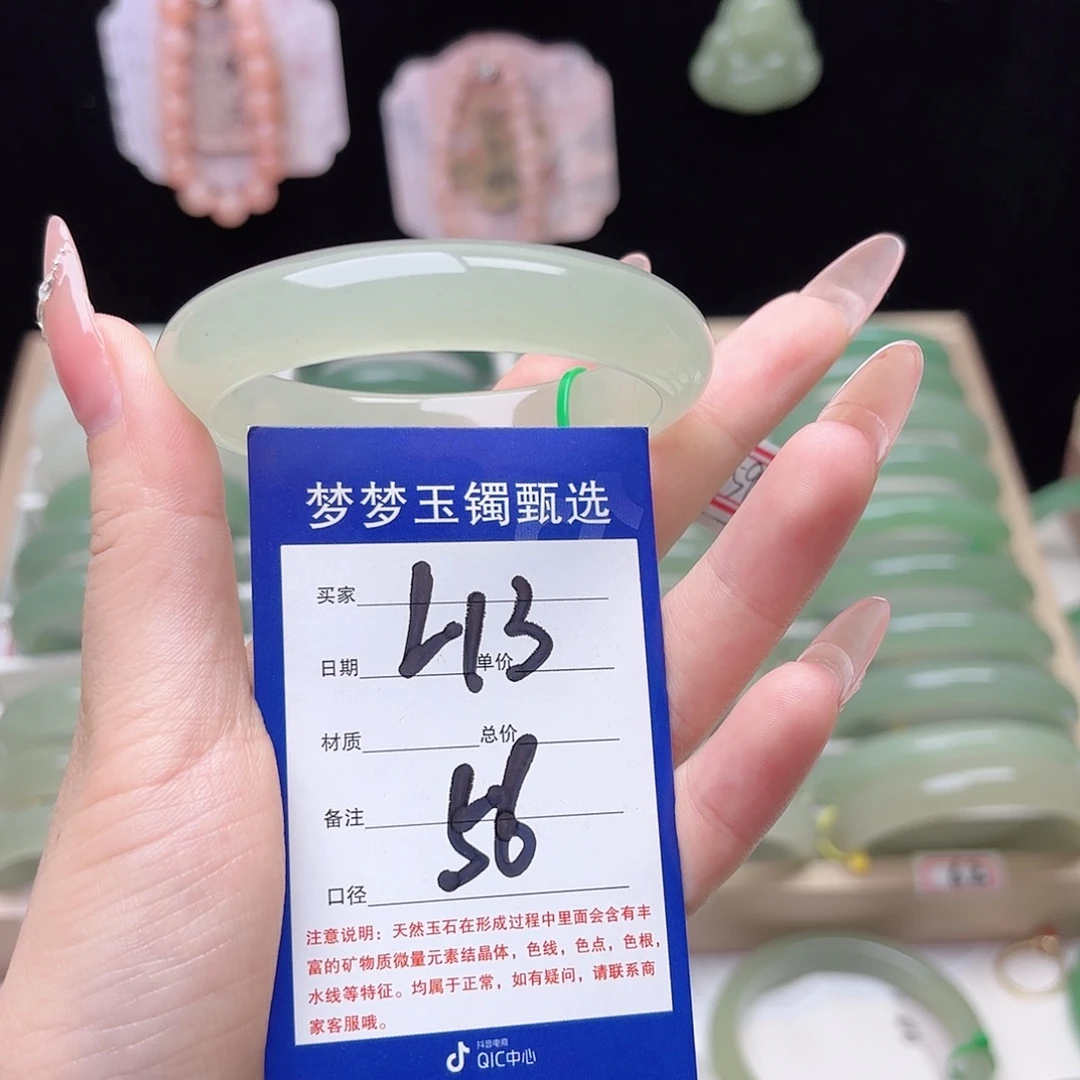 梦梦玉镯甄选
买家
413
日期 单价
材质 总价
备注
56
口径
注意说明：天然玉石在形成过程中里面会含有丰
富的矿物质微量元素结晶体，色线，色点，色根，
水线等特征。均属于正常，如有疑问，请联系商
家客服哦。
抖音电商
QIC中心